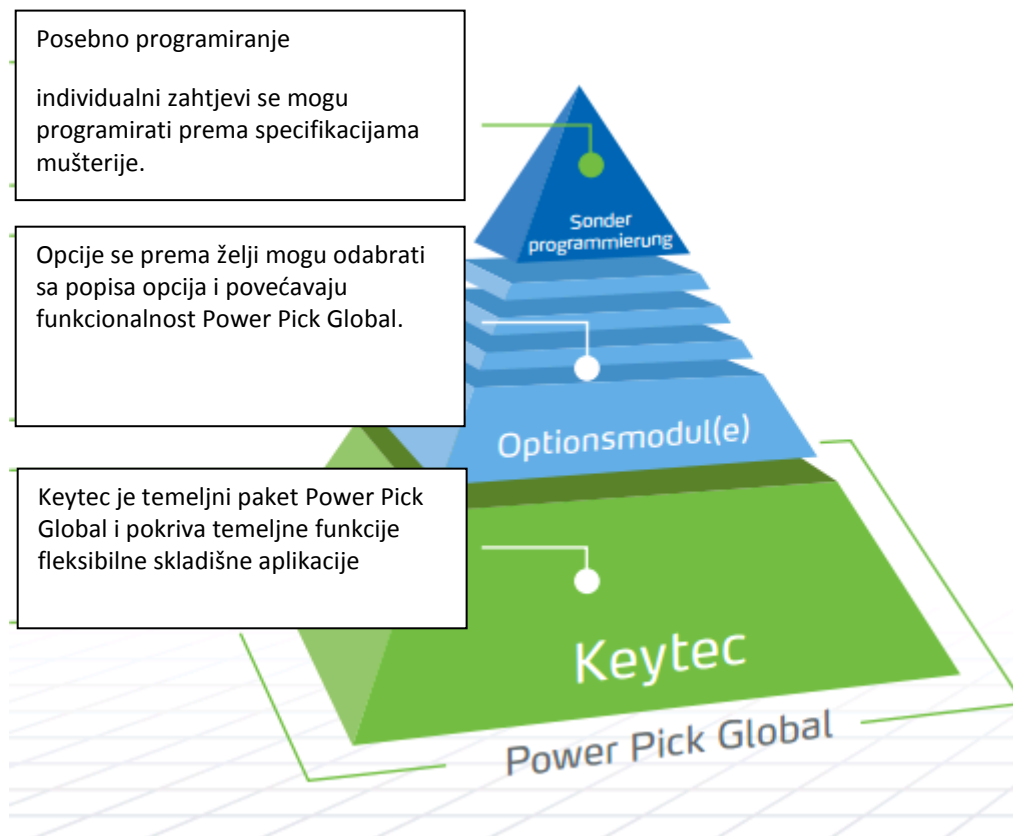 Posebno programiranje
individualni zahtjevi se mogu
programirati prema specifikacijama
mušterije.
Sonder
programmierung
Opcije se prema želji mogu odabrati
sa popisa opcija i povećavaju
funkcionalnost Power Pick Global.
Optionsmodul(e)
Keytec je temeljni paket Power Pick
Global i pokriva temeljne funkcije
fleksibilne skladišne aplikacije
Keytec
Power Pick Global